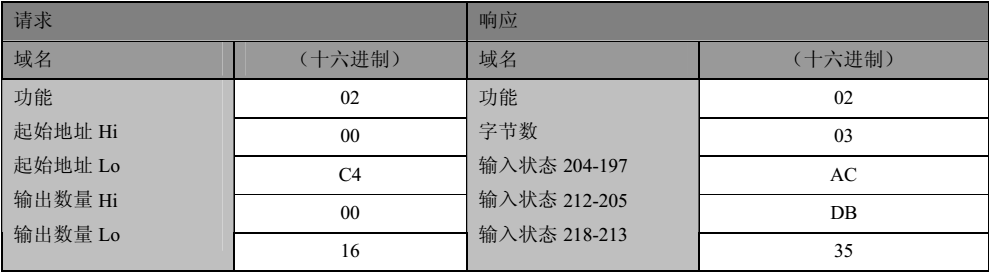 请求 响应
域名 （十六进制） 域名 （十六进制）
功能 02 功能 02
起始地址 Hi 00 字节数 03
起始地址 Lo C4 输入状态 204-197 AC
输出数量 Hi 00 输入状态 212-205 DB
输出数量 Lo 16 输入状态 218-213 35